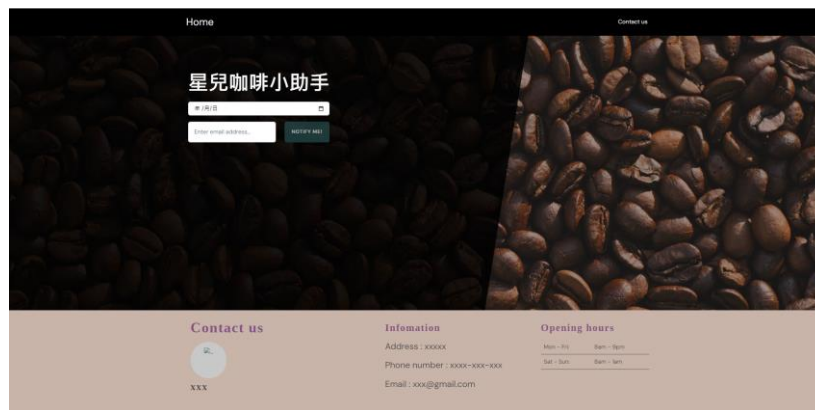 Home
Contact us
星兒咖啡小助手
年 /月/日
Enter email address...
NOTIFY ME!
Contact us
xxx
Infomation
Address : xxxxx
Phone number : xxxx-xxx-xxx
Email : xxx@gmail.com
Opening hours
Mon - Fri 8am - 9pm
Sat - Sun 8am - 1am